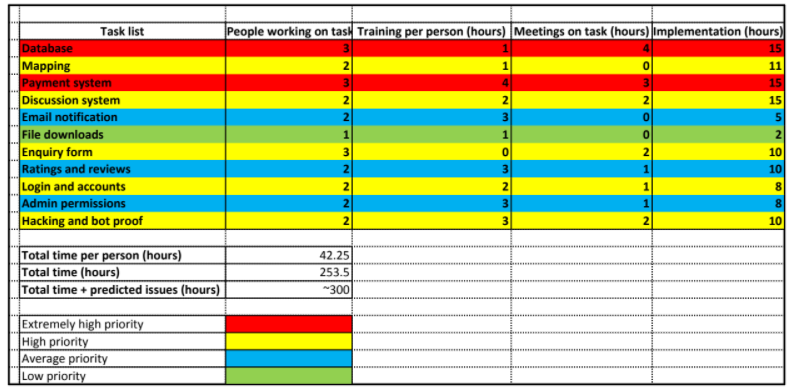 Task list People working on task Training per person (hours) Meetings on task (hours) Implementation (hours)
Database 3 1 4 15
Mapping 2 1 0 11
Payment system 3 4 3 15
Discussion system 2 2 2 15
Email notification 2 3 0 5
File downloads 1 1 0 2
Enquiry form 3 0 2 10
Ratings and reviews 2 3 1 10
Login and accounts 2 2 1 8
Admin permissions 2 3 1 8
Hacking and bot proof 2 3 2 10
Total time per person (hours) 42.25
Total time (hours) 253.5
Total time + predicted issues (hours) ~300
Extremely high priority
High priority
Average priority
Low priority